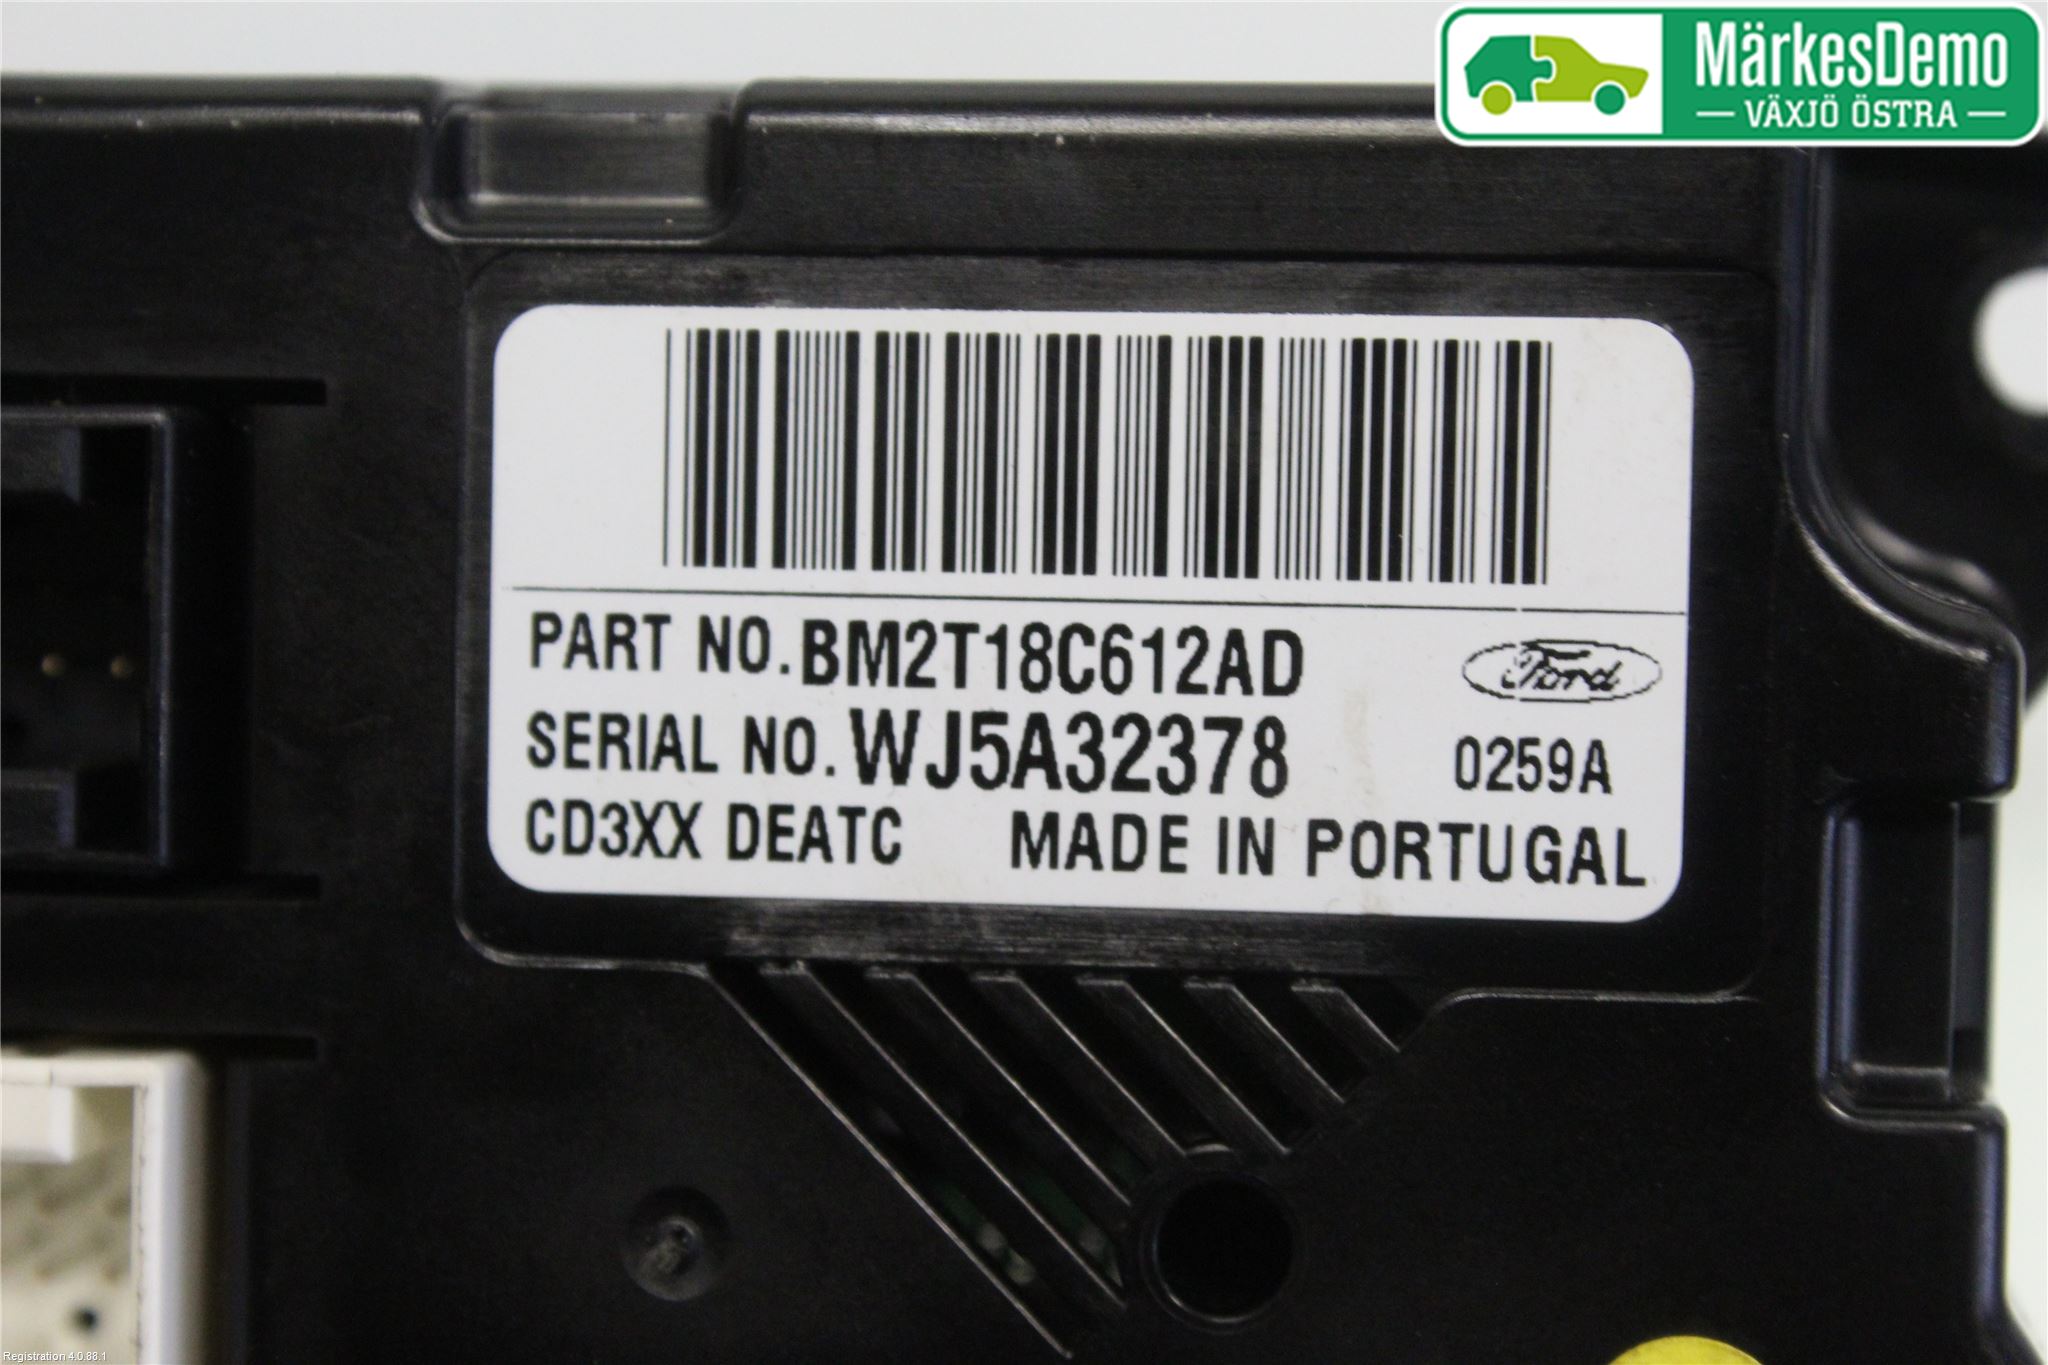 MärkesDemo
VÄXJÖ ÖSTRA
PART NO.BM2T18C612AD
Ford
SERIAL NO.WJ5A32378 0259A
CD3XX DEATC MADE IN PORTUGAL
Registration 4.0.88.1